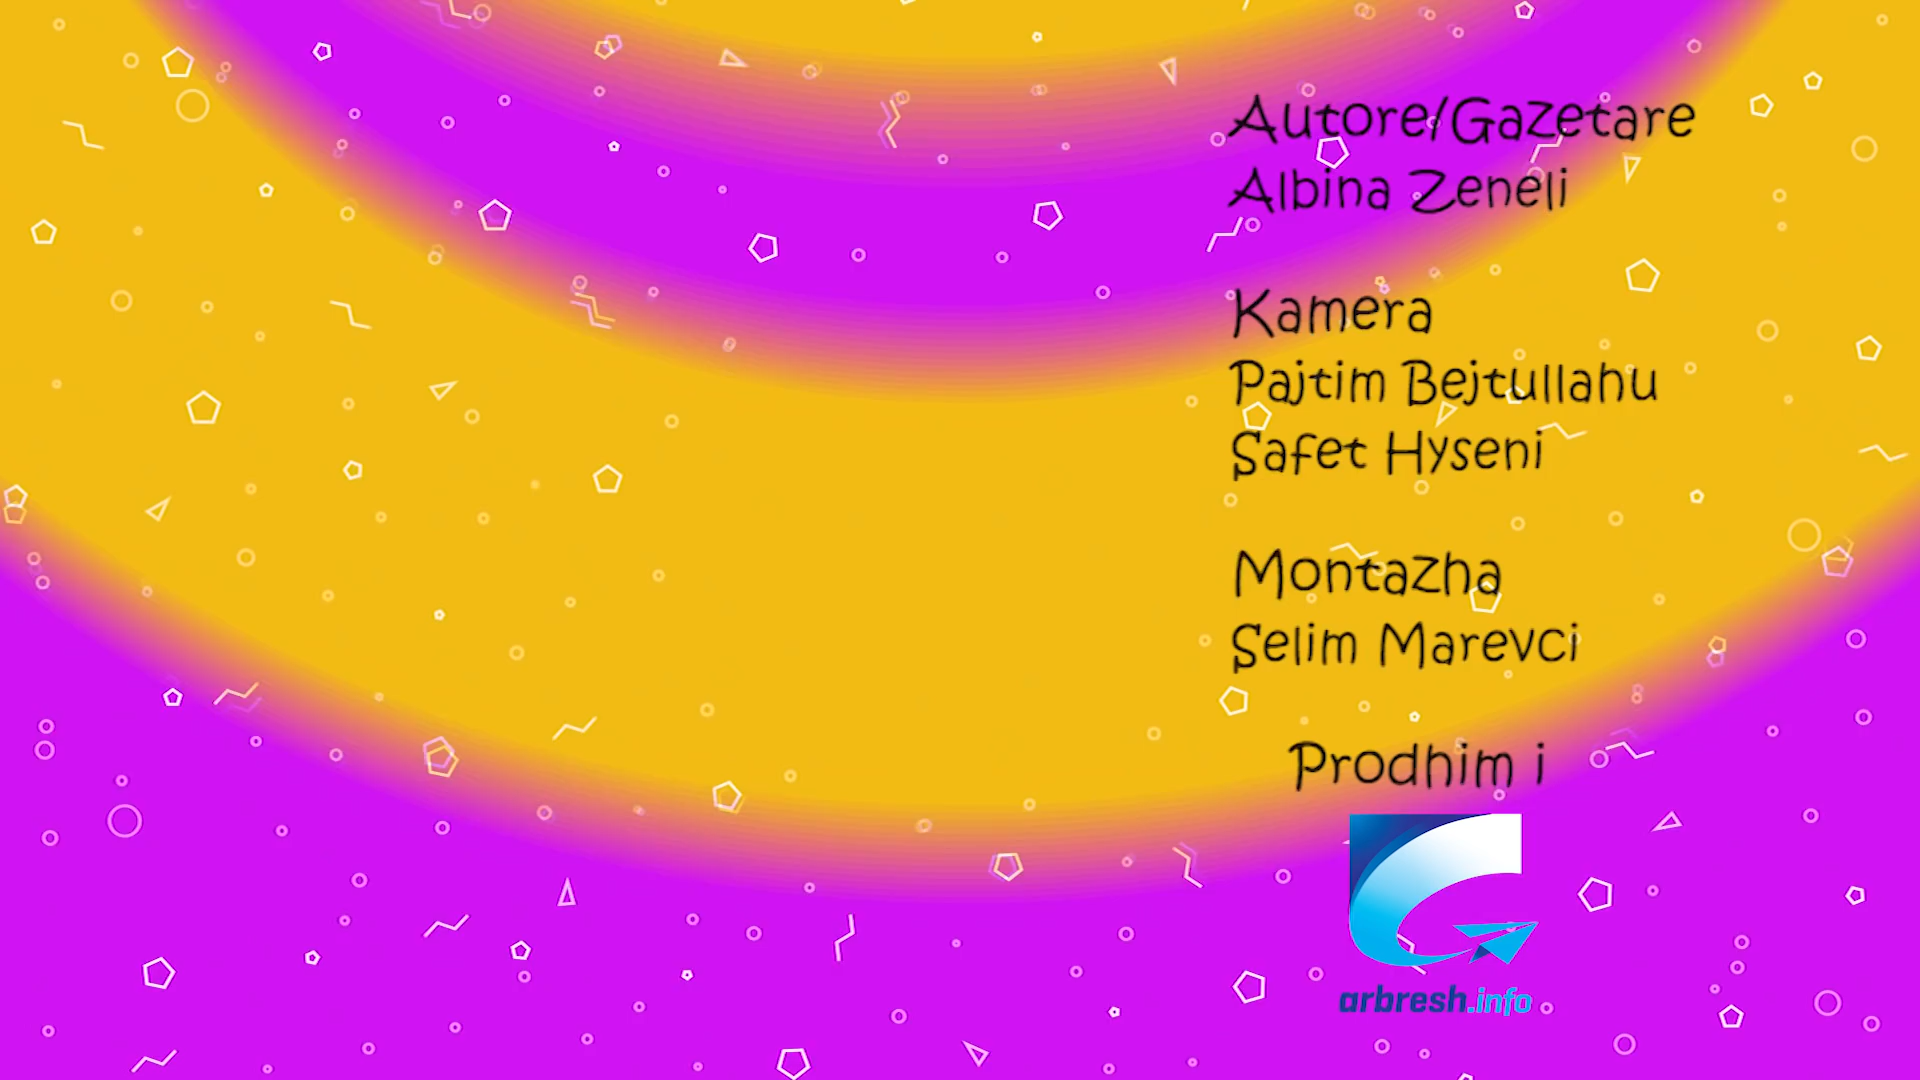 Autore/Gazetare
Albina Zeneli
Kamera
Pajtim Bejtullahu
Safet Hyseni
Montazha
Selim Marevci
Prodhim i
arbresh.info